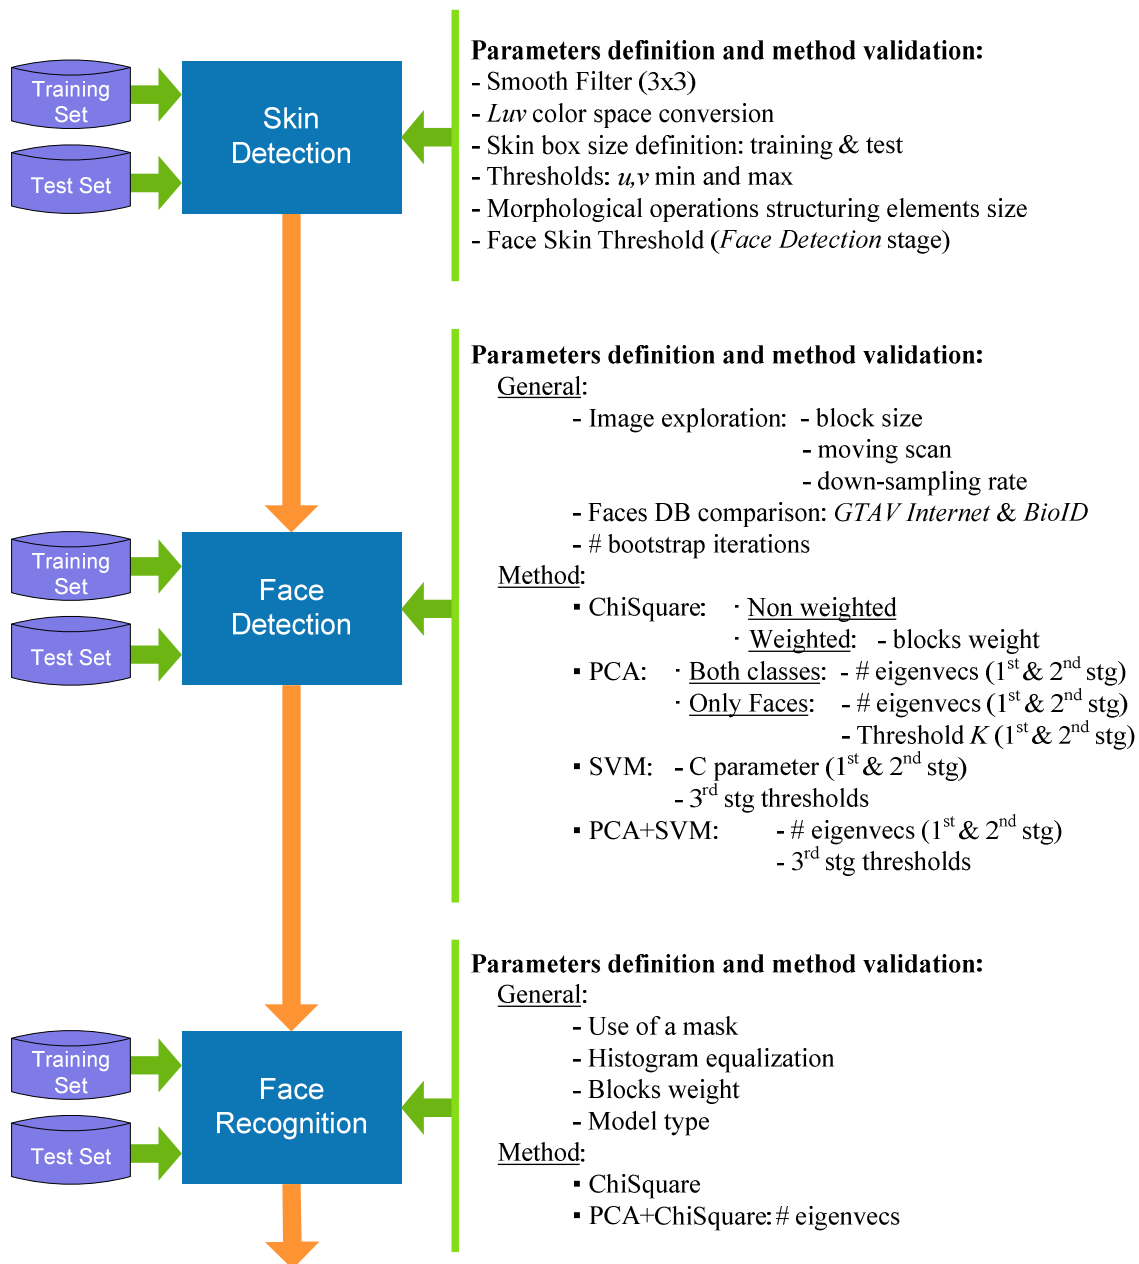 Training
Set
Test Set
Skin
Detection
Parameters definition and method validation:
- Smooth Filter (3x3)
- Luv color space conversion
- Skin box size definition: training & test
- Thresholds: u,v min and max
- Morphological operations structuring elements size
- Face Skin Threshold (Face Detection stage)
Training
Set
Test Set
Face
Detection
Parameters definition and method validation:
General:
- Image exploration: - block size
- moving scan
- down-sampling rate
- Faces DB comparison: GTAV Internet & BioID
- # bootstrap iterations
Method:
▪ ChiSquare: · Non weighted
· Weighted: - blocks weight
▪ PCA: · Both classes: - # eigenvecs (1st & 2nd stg)
· Only Faces: - # eigenvecs (1st & 2nd stg)
- Threshold K (1st & 2nd stg)
▪ SVM: - C parameter (1st & 2nd stg)
- 3rd stg thresholds
▪ PCA+SVM: - # eigenvecs (1st & 2nd stg)
- 3rd stg thresholds
Training
Set
Test Set
Face
Recognition
Parameters definition and method validation:
General:
- Use of a mask
- Histogram equalization
- Blocks weight
- Model type
Method:
▪ ChiSquare
▪ PCA+ChiSquare: # eigenvecs